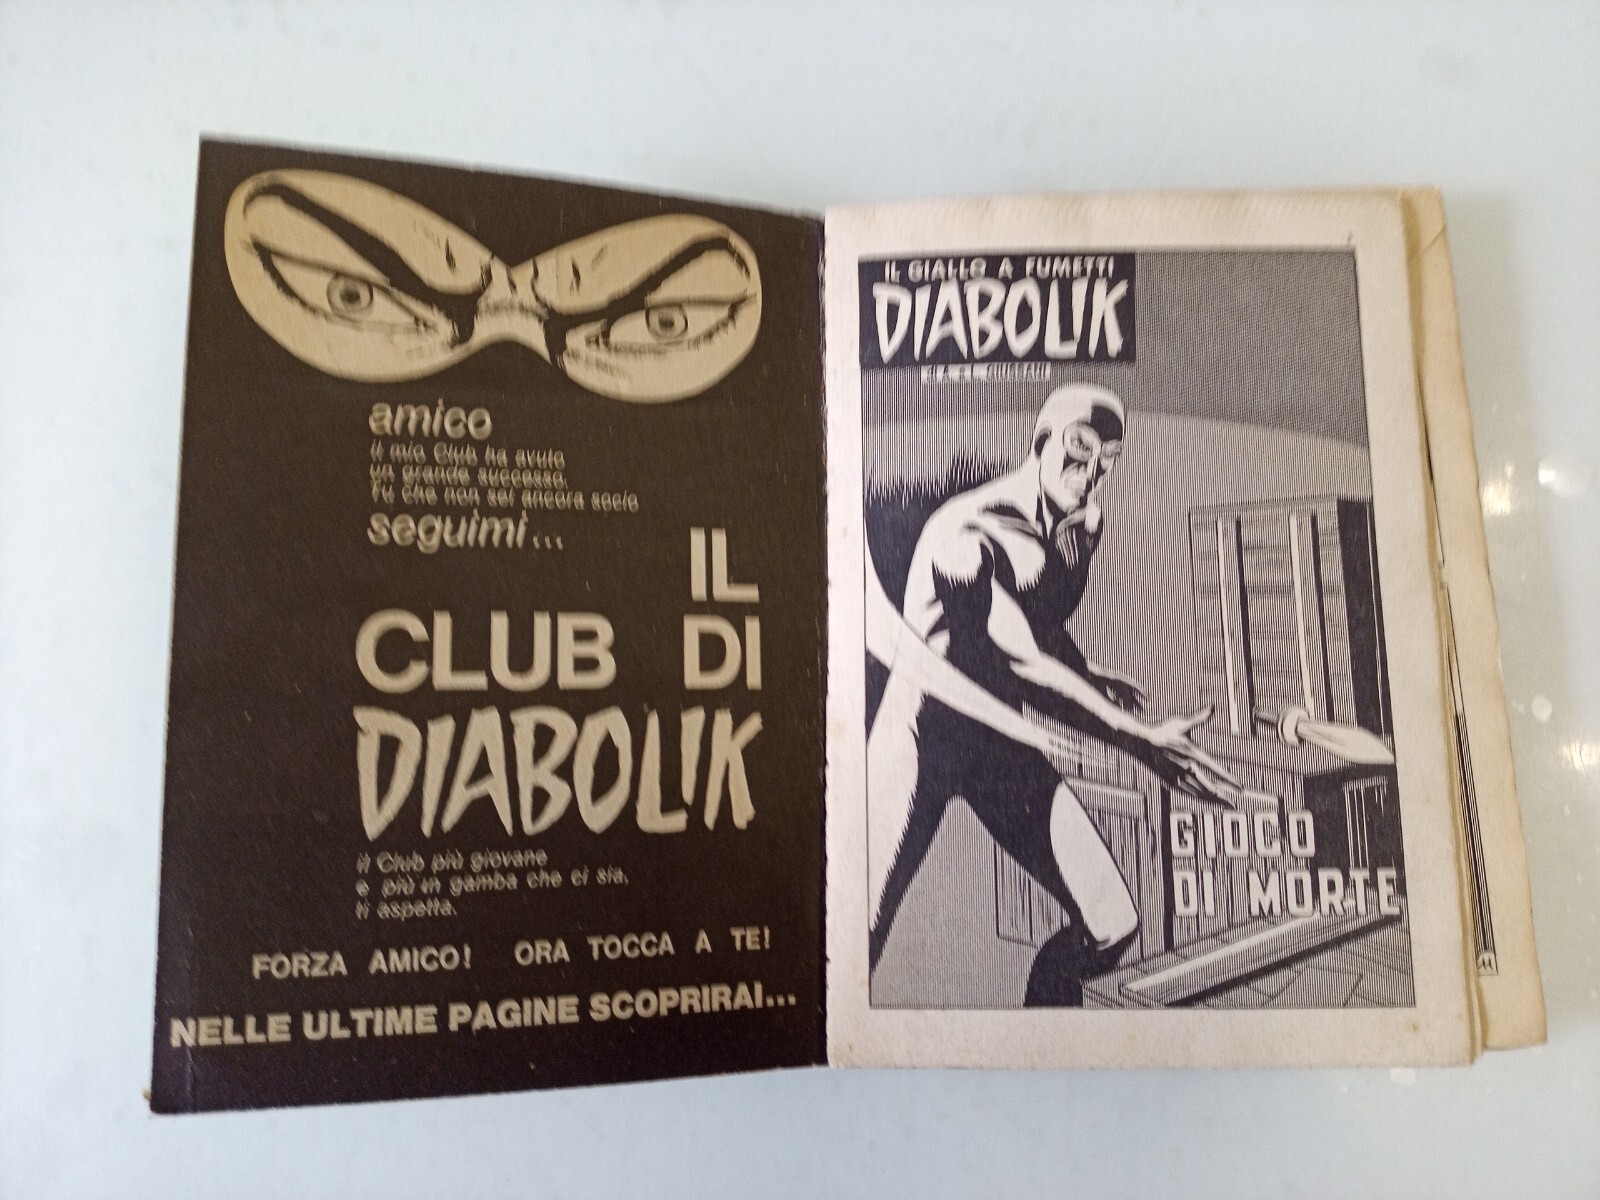 amico
il mio Club ha avuto
un grande successo.
Tu che non sei ancora socio
seguimi...
IL
CLUB DI
DIABOLIK
il Club più giovane
e più in gamba che ci sia,
ti aspetta.
FORZA AMICO! ORA TOCCA A TE!
NELLE ULTIME PAGINE SCOPRIRAI...
IL GIALLO A FUMETTI
DIABOLIK
di A. e L. GIUSSANI
GIOCO
DI MORTE